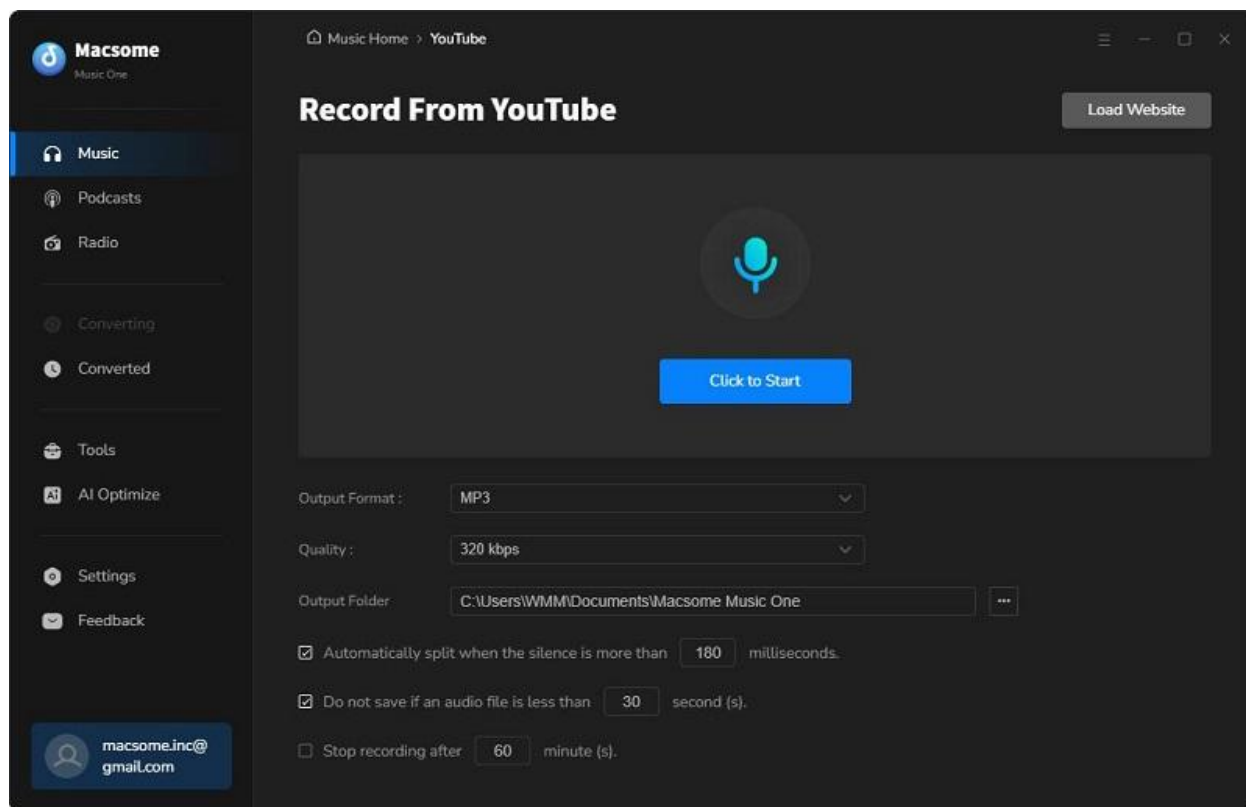 Macsome
Music One
Music
Podcasts
Radio
Converting
Converted
Tools
AI Optimize
Ai
Settings
Feedback
macsome.inc@
gmail.com
Music Home > YouTube
Record From YouTube
Load Website
Click to Start
Output Format : MP3
Quality : 320 kbps
Output Folder C:\Users\WMM\Documents\Macsome Music One ...
Automatically split when the silence is more than 180 milliseconds.
Do not save if an audio file is less than 30 second (s).
Stop recording after 60 minute (s).